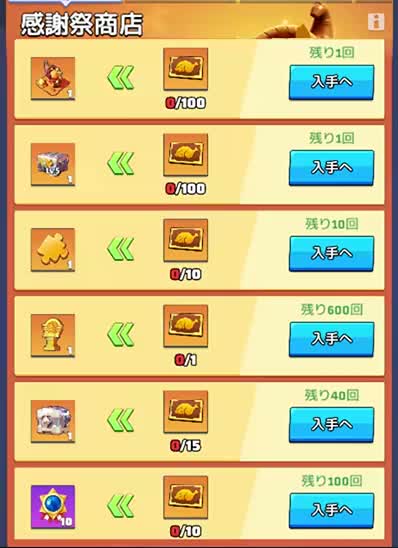 感謝祭商店
i
残り1回
1
0/100
入手へ
残り1回
1
0/100
入手へ
残り10回
1
0/10
入手へ
残り600回
1
0/1
入手へ
残り40回
1
0/15
入手へ
残り100回
10
0/10
入手へ